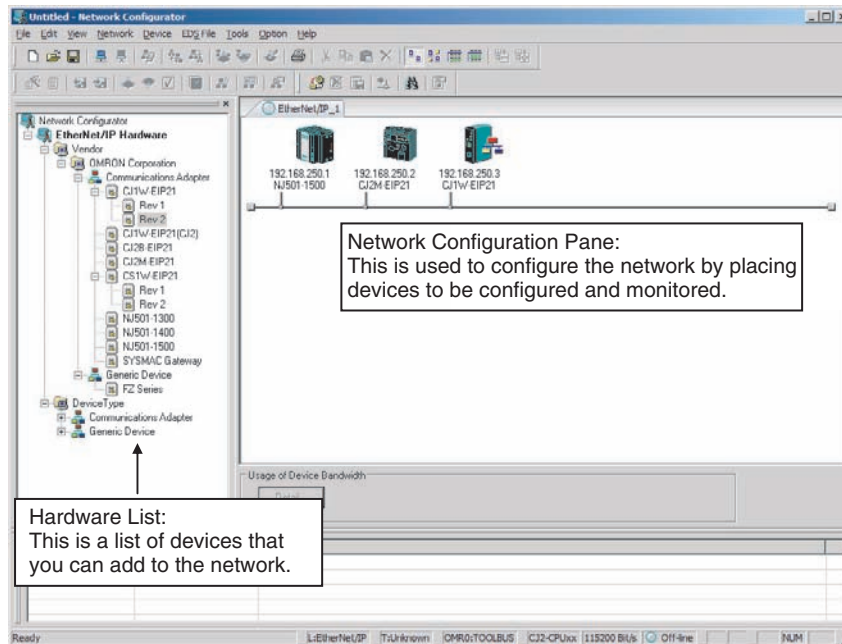 Untitled - Network Configurator
File Edit View Network Device EDS File Tools Option Help
Network Configurator
EtherNet/IP Hardware
Vendor
OMRON Corporation
Communications Adapter
CJ1W-EIP21
Rev 1
Rev 2
CJ1W-EIP21(CJ2)
CJ2B-EIP21
CJ2M-EIP21
CS1W-EIP21
Rev 1
Rev 2
NJ501-1300
NJ501-1400
NJ501-1500
SYSMAC Gateway
Generic Device
FZ Series
DeviceType
Communications Adapter
Generic Device
EtherNet/IP_1
192.168.250.1
NJ501-1500
192.168.250.2
CJ2M-EIP21
192.168.250.3
CJ1W-EIP21
Network Configuration Pane:
This is used to configure the network by placing
devices to be configured and monitored.
Usage of Device Bandwidth
Detail...
Hardware List:
This is a list of devices that
you can add to the network.
Ready L:EtherNet/IP T:Unknown OMR0:TOOLBUS CJ2-CPUxx 115200 Bit/s Off-line NUM